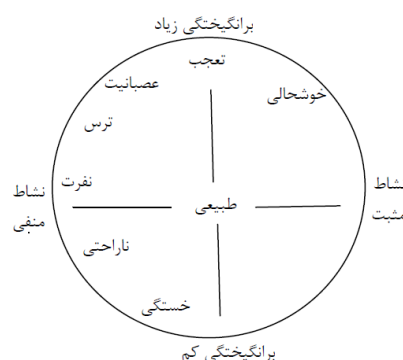 برانگیختگی زیاد
تعجب
عصبانیت
خوشحالی
ترس
نفرت
نشاط
منفی
طبیعی
نشاط
مثبت
ناراحتی
خستگی
برانگیختگی کم